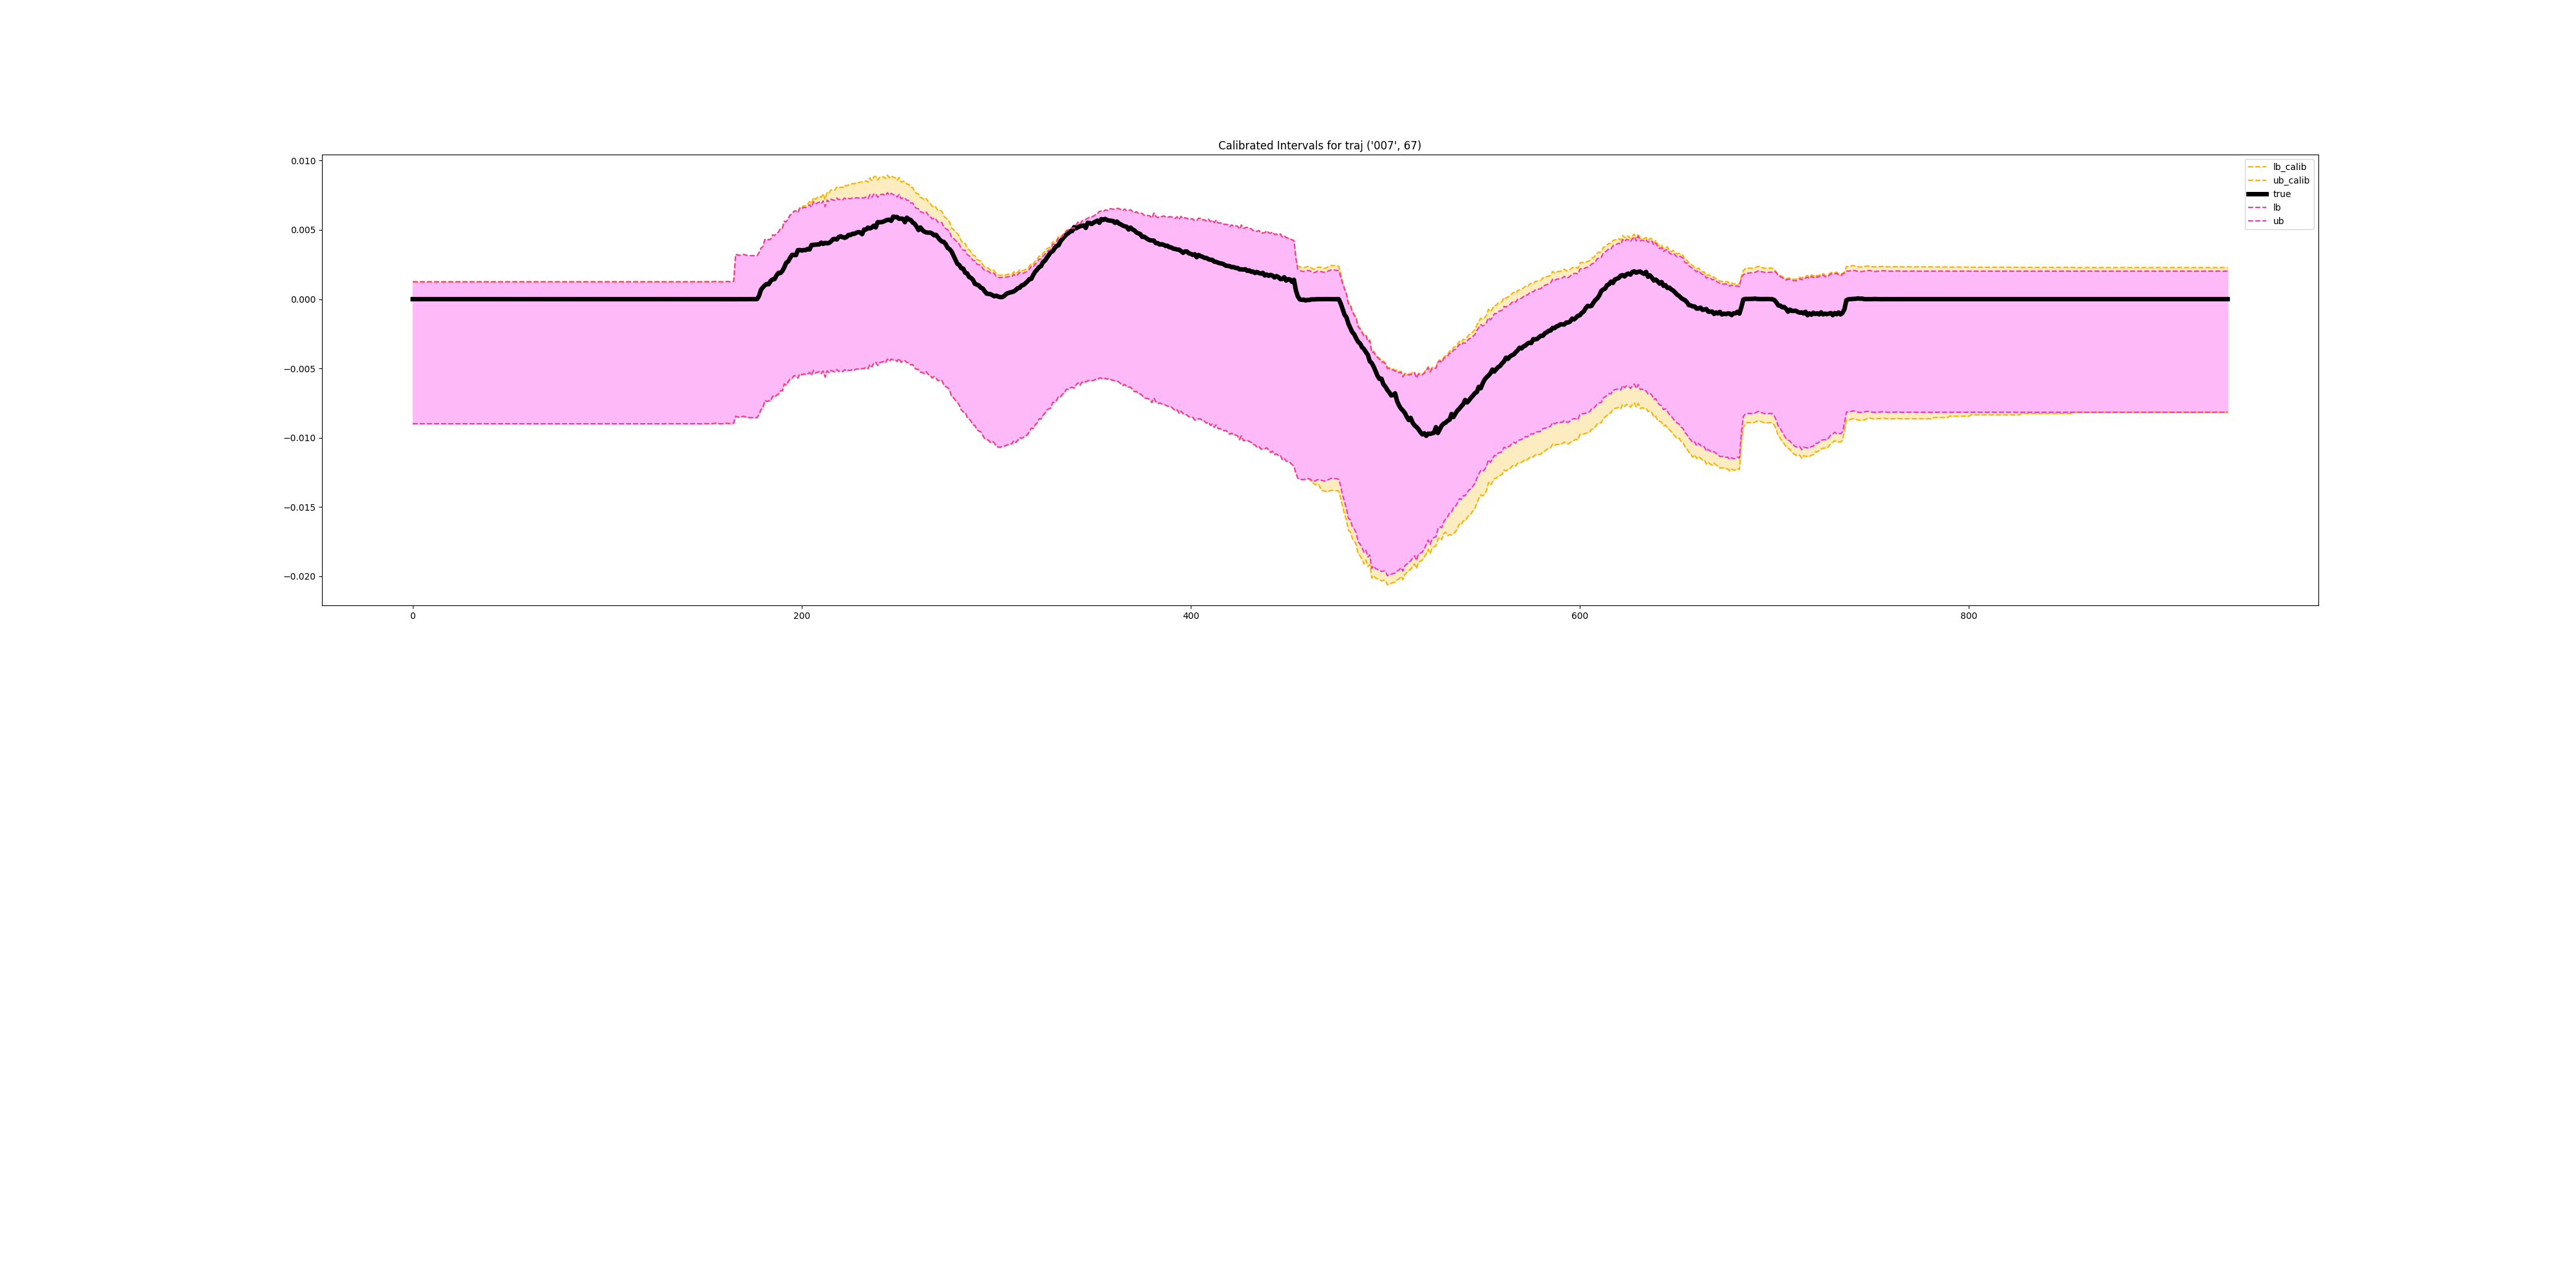 Calibrated Intervals for traj ('007', 67)
0.010
0.005
0.000
−0.005
−0.010
−0.015
−0.020
0
200
400
600
800
lb_calib
ub_calib
true
lb
ub